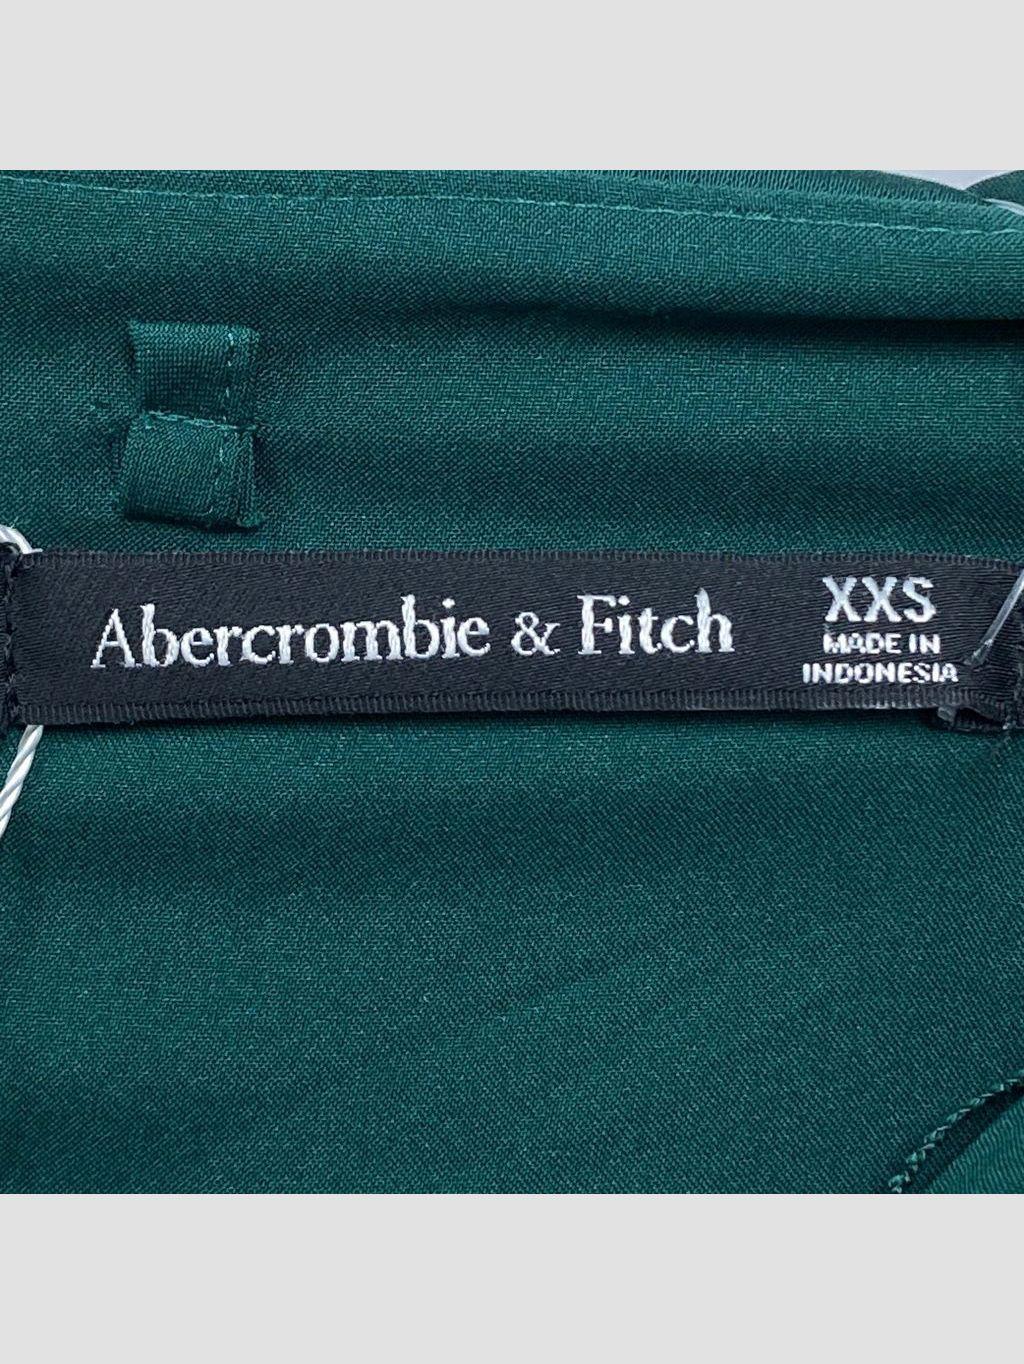 Abercrombie & Fitch
XXS
MADE IN
INDONESIA